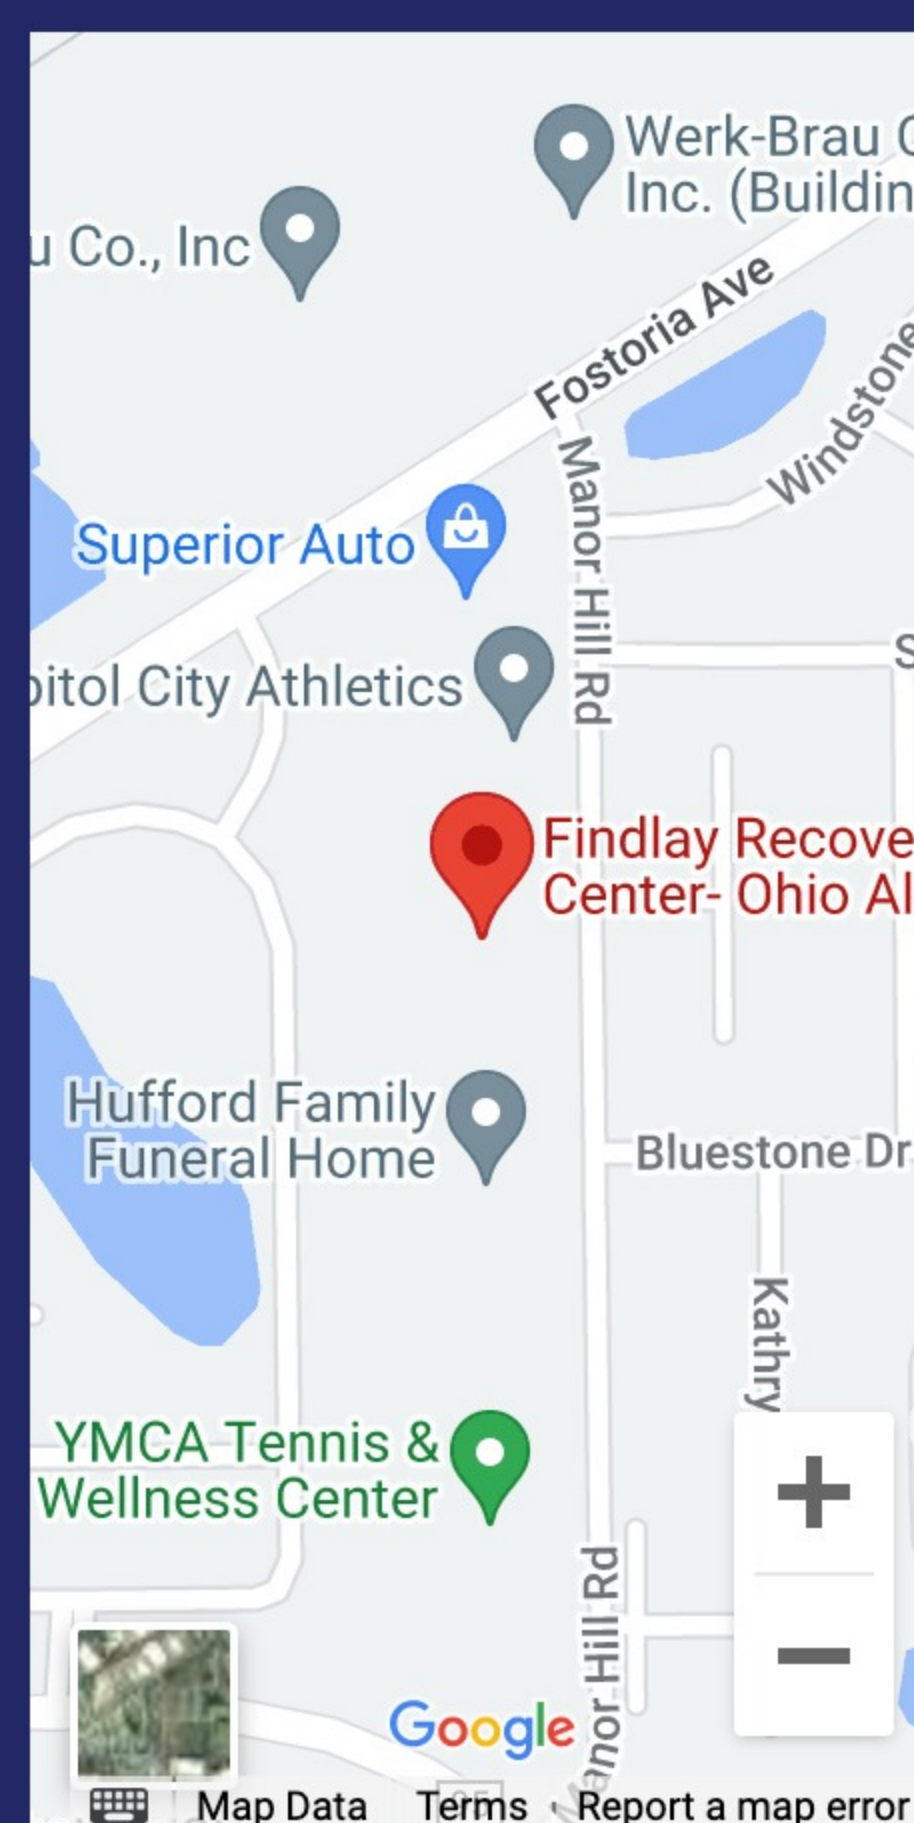 Werk-Brau C
Inc. (Buildin
u Co., Inc
Fostoria Ave
Windstone
Manor Hill Rd
Superior Auto
pitol City Athletics
S
Findlay Recove
Center- Ohio Al
Hufford Family
Funeral Home
Bluestone Dr
Kathry
YMCA Tennis &
Wellness Center
+
−
Manor Hill Rd
Google
Map Data Terms Report a map error